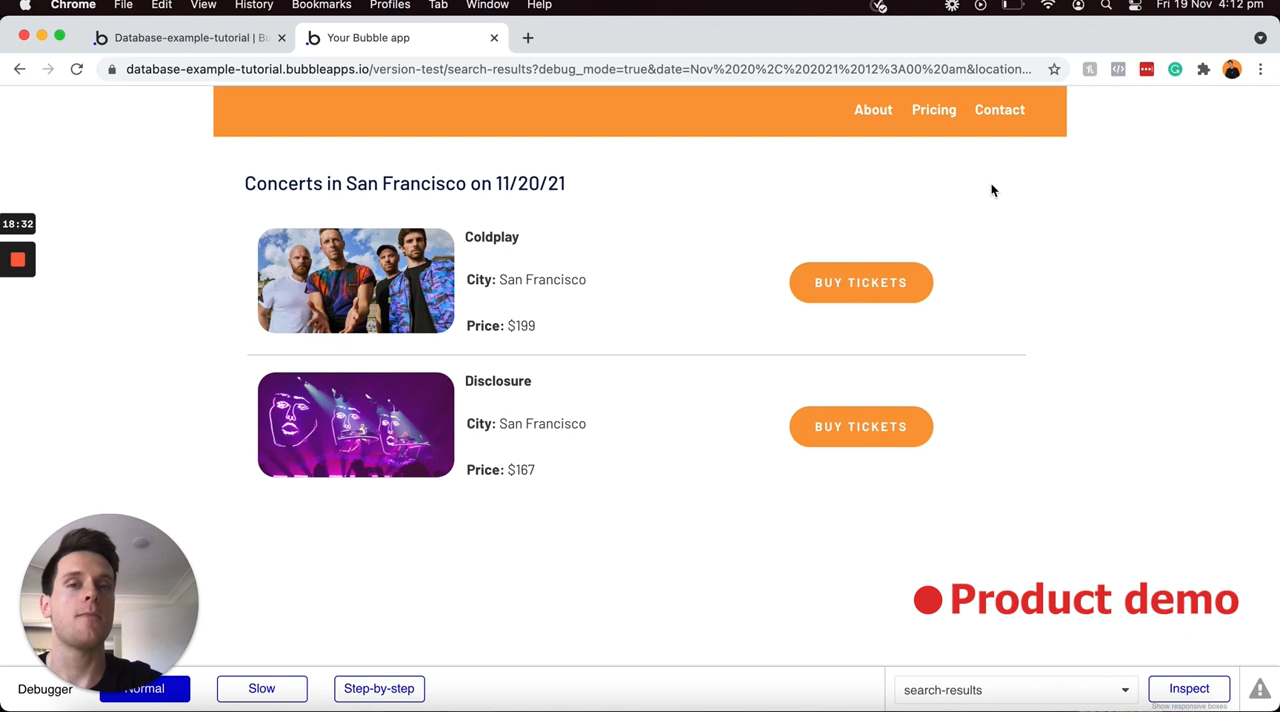 Chrome File Edit View History Bookmarks Profiles Tab Window Help Fri 19 Nov 4:12 pm
Database-example-tutorial | Bu Your Bubble app
database-example-tutorial.bubbleapps.io/version-test/search-results?debug_mode=true&date=Nov%2020%2C%202021%2012%3A00%20am&location...
About Pricing Contact
Concerts in San Francisco on 11/20/21
18:32
Coldplay
City: San Francisco
BUY TICKETS
Price: $199
Disclosure
City: San Francisco
BUY TICKETS
Price: $167
Product demo
Debugger Normal Slow Step-by-step search-results Inspect
Show responsive boxes